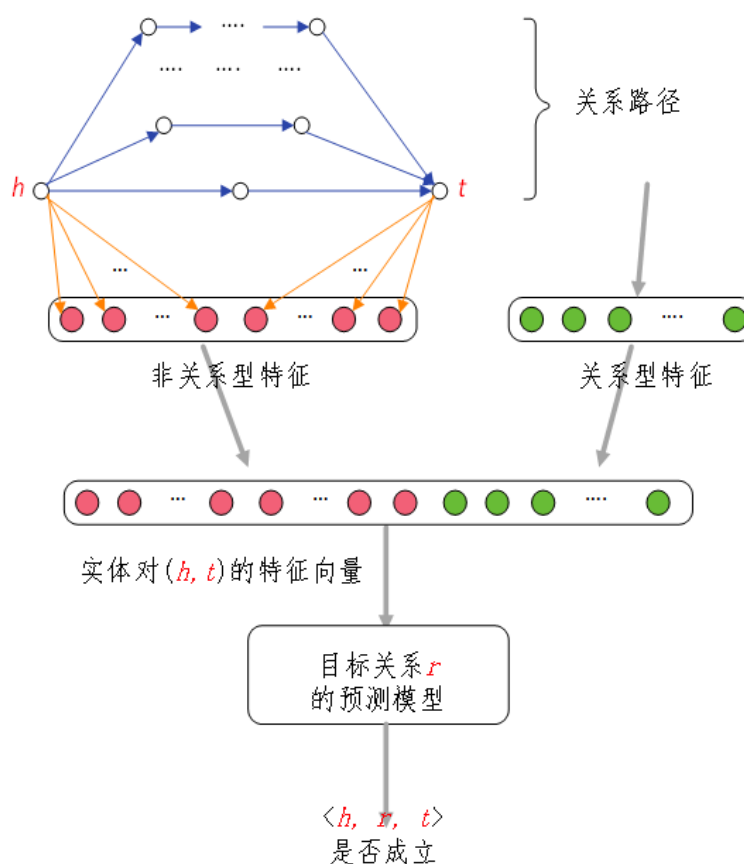 关系路径
h
t
非关系型特征
关系型特征
实体对(h, t)的特征向量
目标关系r
的预测模型
<h, r, t>
是否成立